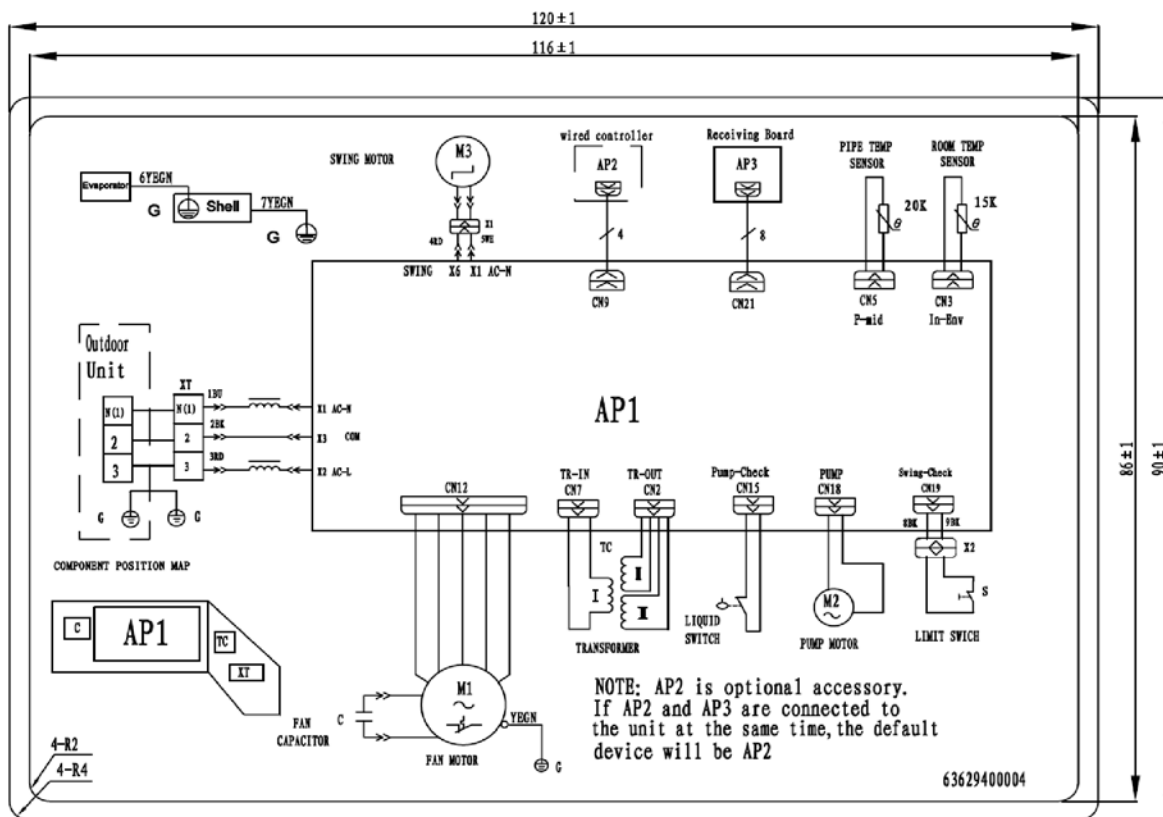 120±1
116±1
SWING MOTOR
M3
wired controller
AP2
Receiving Board
AP3
PIPE TEMP
SENSOR
20K
θ
ROOM TEMP
SENSOR
15K
θ
Evaporator
6YEGN
G
Shell
7YEGN
G
X1
4RD
5WE
4
8
SWING X6 X1 AC-N
CN9
CN21
CN5
P-mid
CN3
In-Env
Outdoor
Unit
XT
N(1)
N(1)
1BU
X1 AC-N
2
2
2BK
X3 COM
3
3
3RD
X2 AC-L
G
G
AP1
86±1
90±1
CN12
TR-IN
CN7
TR-OUT
CN2
Pump-Check
CN15
PUMP
CN18
Swing-Check
CN19
8BK
9BK
X2
TC
I
II
II
TRANSFORMER
LIQUID
SWITCH
M2
PUMP MOTOR
S
LIMIT SWICH
COMPONENT POSITION MAP
C
AP1
TC
XT
FAN
CAPACITOR
C
M1
FAN MOTOR
YEGN
G
NOTE: AP2 is optional accessory.
If AP2 and AP3 are connected to
the unit at the same time, the default
device will be AP2
4-R2
4-R4
63629400004